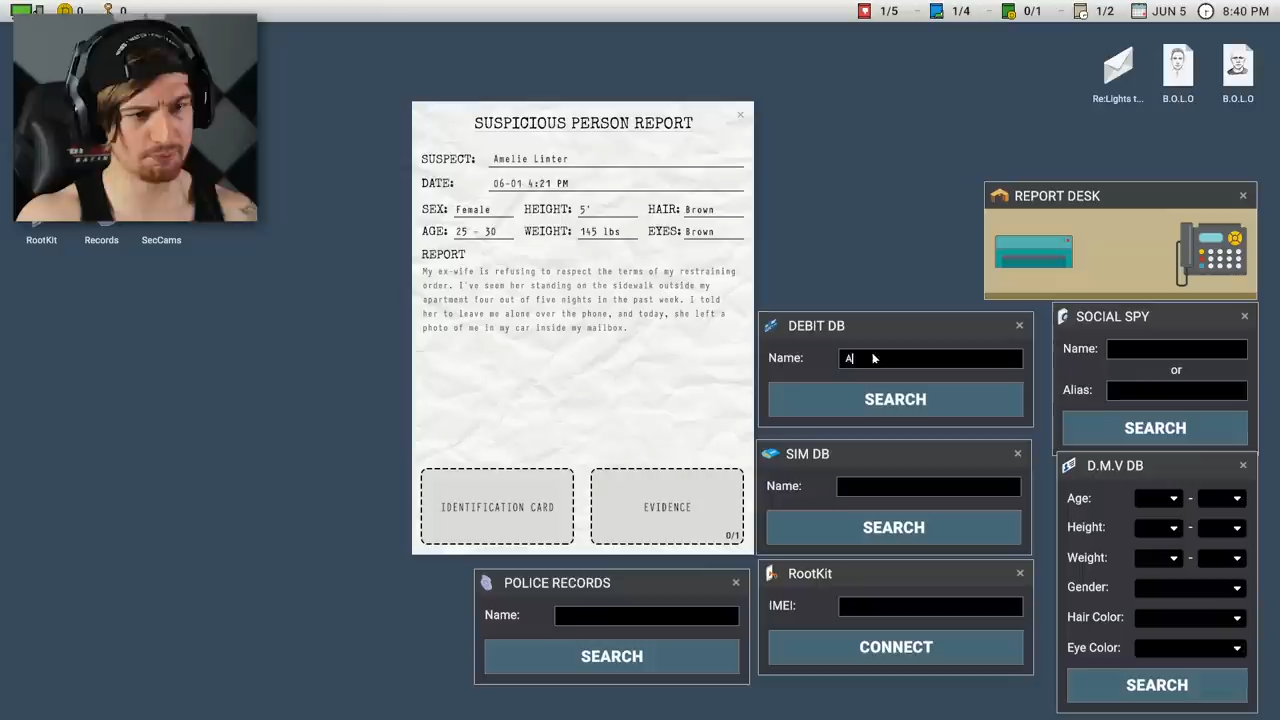 0
0
1/5
1/4
0/1
1/2
JUN 5
8:40 PM
Re:Lights t...
B.O.L.O
B.O.L.O
RootKit
Records
SecCams
SUSPICIOUS PERSON REPORT
SUSPECT: Amelie Linter
DATE: 06-01 4:21 PM
SEX: Female HEIGHT: 5' HAIR: Brown
AGE: 25 - 30 WEIGHT: 145 lbs EYES: Brown
REPORT
My ex-wife is refusing to respect the terms of my restraining
order. I've seem her standing on the sidewalk outside my
apartment four out of five nights in the past week. I told
her to leave me alone over the phone, and today, she left a
photo of me in my car inside my mailbox.
IDENTIFICATION CARD
EVIDENCE
0/1
REPORT DESK
DEBIT DB
Name: A
SEARCH
SOCIAL SPY
Name:
or
Alias:
SEARCH
SIM DB
Name:
SEARCH
D.M.V DB
Age: -
Height: -
Weight: -
Gender:
Hair Color:
Eye Color:
SEARCH
POLICE RECORDS
Name:
SEARCH
RootKit
IMEI:
CONNECT